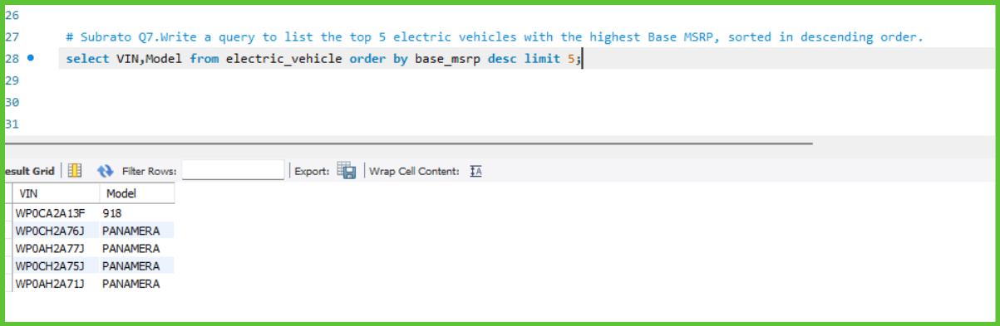 26
27 # Subrato Q7.Write a query to list the top 5 electric vehicles with the highest Base MSRP, sorted in descending order.
28 select VIN,Model from electric_vehicle order by base_msrp desc limit 5;
29
30
31
esult Grid Filter Rows: Export: Wrap Cell Content: IA
VIN Model
WP0CA2A13F 918
WP0CH2A76J PANAMERA
WP0AH2A77J PANAMERA
WP0CH2A75J PANAMERA
WP0AH2A71J PANAMERA